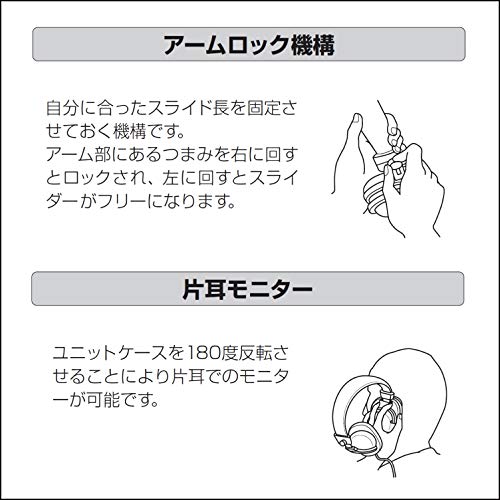 アームロック機構
自分に合ったスライド長を固定さ
せておく機構です。
アーム部にあるつまみを右に回す
とロックされ、左に回すとスライ
ダーがフリーになります。
片耳モニター
ユニットケースを180度反転さ
せることにより片耳でのモニタ
ーが可能です。